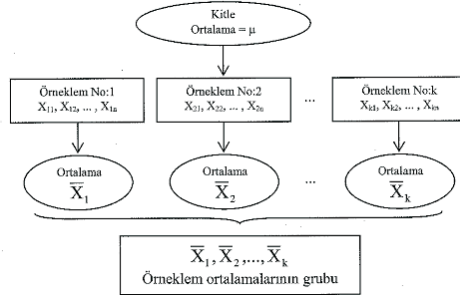 Kitle
Ortalama = μ
Örneklem No:1
X₁₁, X₁₂, ... , X₁ₙ
Örneklem No:2
X₂₁, X₂₂, ... , X₂ₙ
...
Örneklem No:k
Xₖ₁, Xₖ₂, ... , Xₖₙ
Ortalama
X̅₁
Ortalama
X̅₂
...
Ortalama
X̅ₖ
X̅₁, X̅₂,..., X̅ₖ
Örneklem ortalamalarının grubu